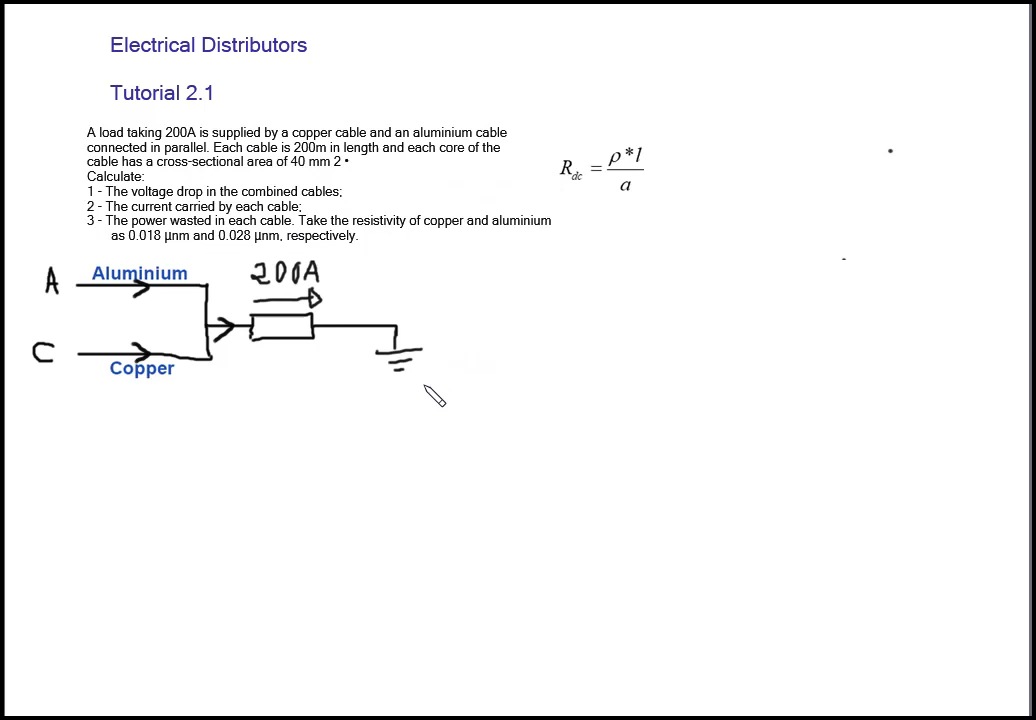 Electrical Distributors
Tutorial 2.1
A load taking 200A is supplied by a copper cable and an aluminium cable
connected in parallel. Each cable is 200m in length and each core of the
cable has a cross-sectional area of 40 mm 2 •
Calculate:
1 - The voltage drop in the combined cables;
2 - The current carried by each cable;
3 - The power wasted in each cable. Take the resistivity of copper and aluminium
as 0.018 µnm and 0.028 µnm, respectively.
R_dc = ρ*l / a
A Aluminium 200A
C Copper